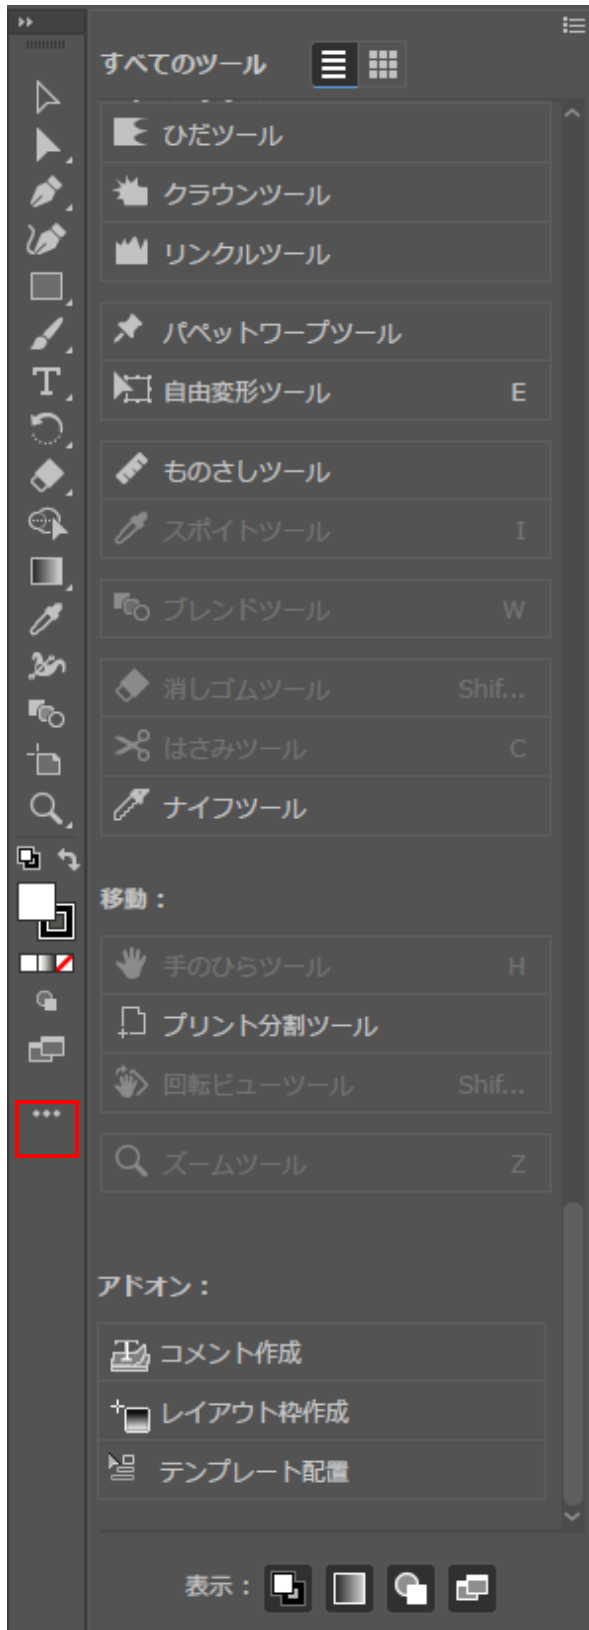 すべてのツール
ひだツール
クラウンツール
リンクルツール
パペットワープツール
自由変形ツール E
ものさしツール
スポイトツール I
ブレンドツール W
消しゴムツール Shif...
はさみツール C
ナイフツール
移動：
手のひらツール H
プリント分割ツール
回転ビューツール Shif...
ズームツール Z
アドオン：
コメント作成
レイアウト枠作成
テンプレート配置
表示：